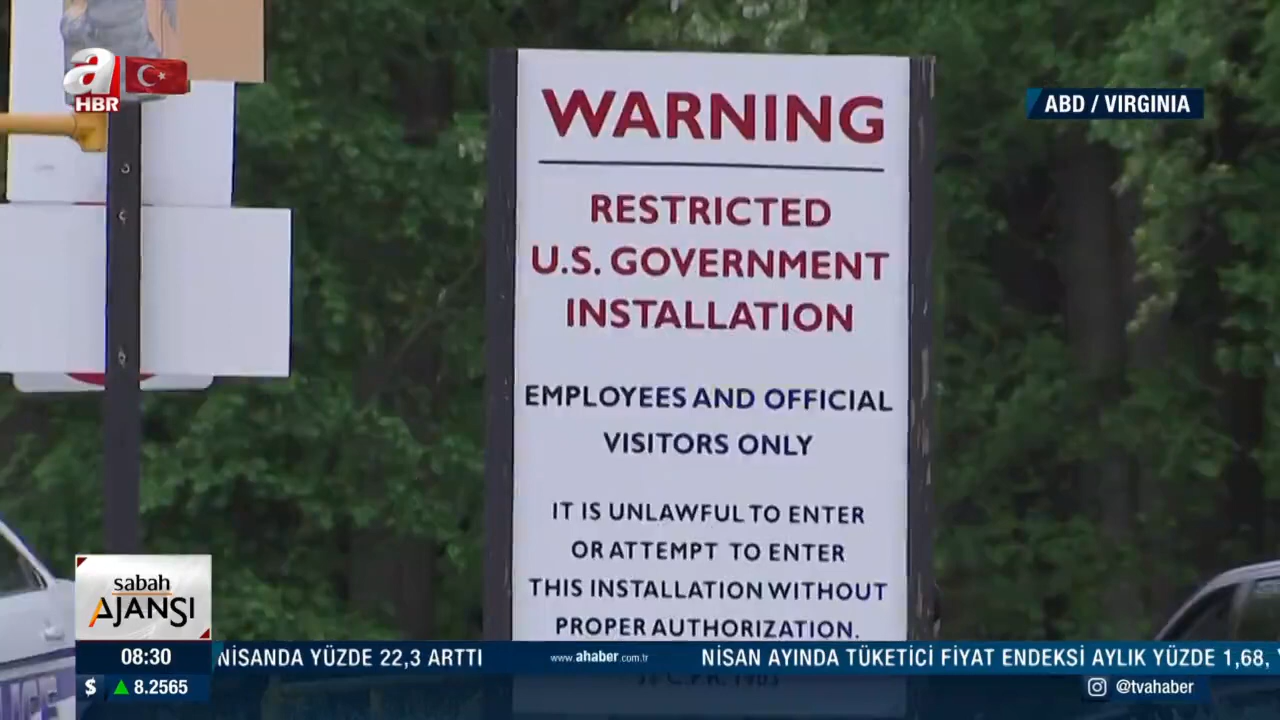 a
HBR
ABD / VIRGINIA
WARNING
RESTRICTED
U.S. GOVERNMENT
INSTALLATION
EMPLOYEES AND OFFICIAL
VISITORS ONLY
IT IS UNLAWFUL TO ENTER
OR ATTEMPT TO ENTER
THIS INSTALLATION WITHOUT
PROPER AUTHORIZATION.
sabah
AJANSI
08:30
NİSANDA YÜZDE 22,3 ARTTI
www.ahaber.com.tr
NİSAN AYINDA TÜKETİCİ FİYAT ENDEKSİ AYLIK YÜZDE 1,68,
$ ▲ 8.2565
@tvahaber